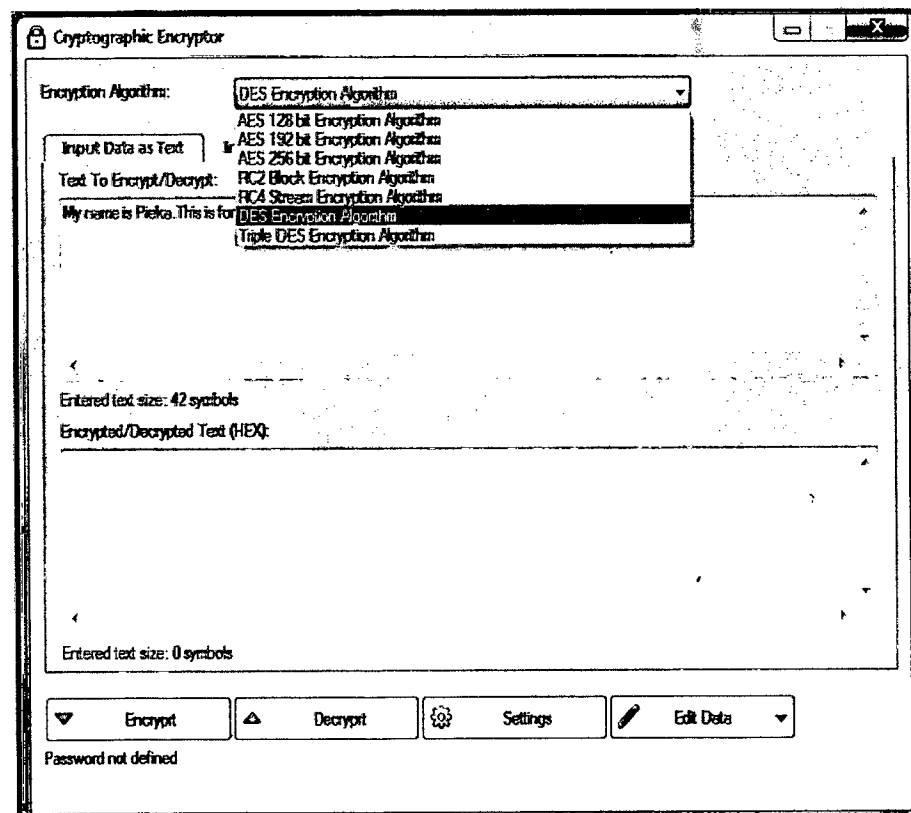 Cryptographic Encryptor
Encryption Algorithm:
DES Encryption Algorithm
AES 128 bit Encryption Algorithm
AES 192 bit Encryption Algorithm
AES 256 bit Encryption Algorithm
RC2 Block Encryption Algorithm
RC4 Stream Encryption Algorithm
DES Encryption Algorithm
Triple DES Encryption Algorithm
Input Data as Text
Text To Encrypt/Decrypt:
My name is Pieka.This is for
Entered text size: 42 symbols
Encrypted/Decrypted Text (HEX):
Entered text size: 0 symbols
Encrypt
Decrypt
Settings
Edit Data
Password not defined